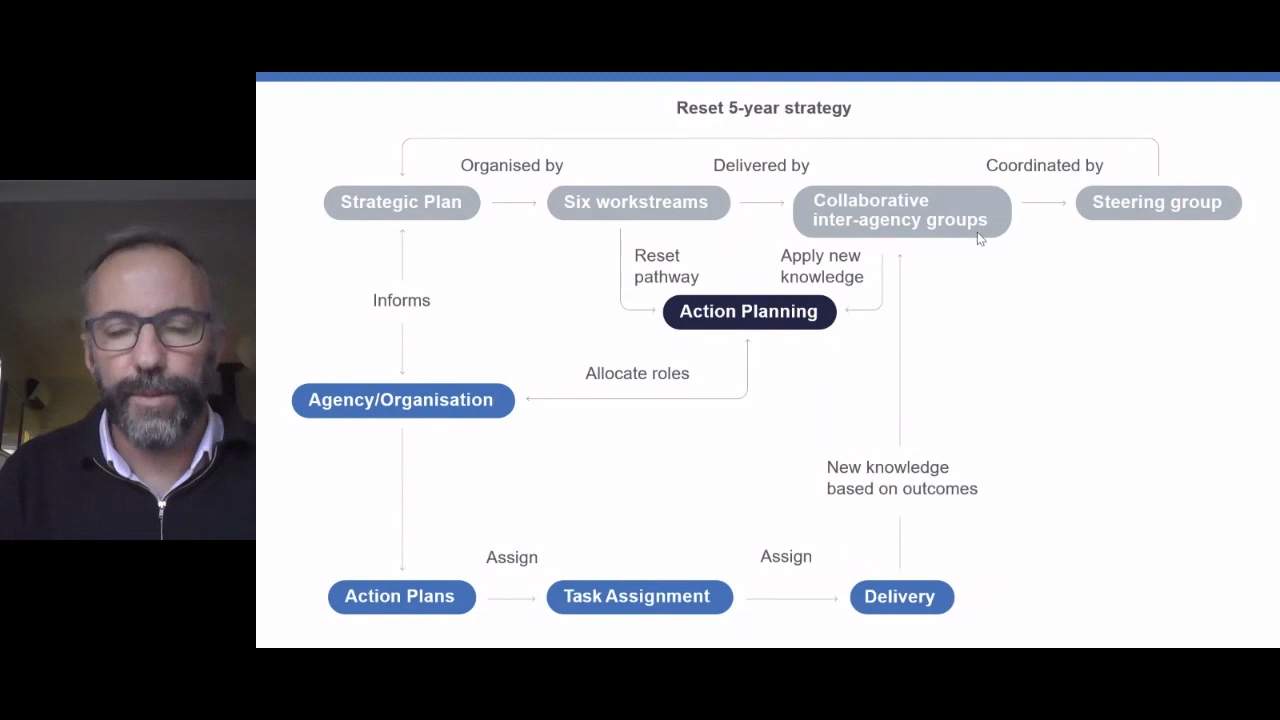 Reset 5-year strategy
Organised by
Delivered by
Coordinated by
Strategic Plan
Six workstreams
Collaborative
inter-agency groups
Steering group
Reset
pathway
Apply new
knowledge
Informs
Action Planning
Allocate roles
Agency/Organisation
New knowledge
based on outcomes
Assign
Assign
Action Plans
Task Assignment
Delivery